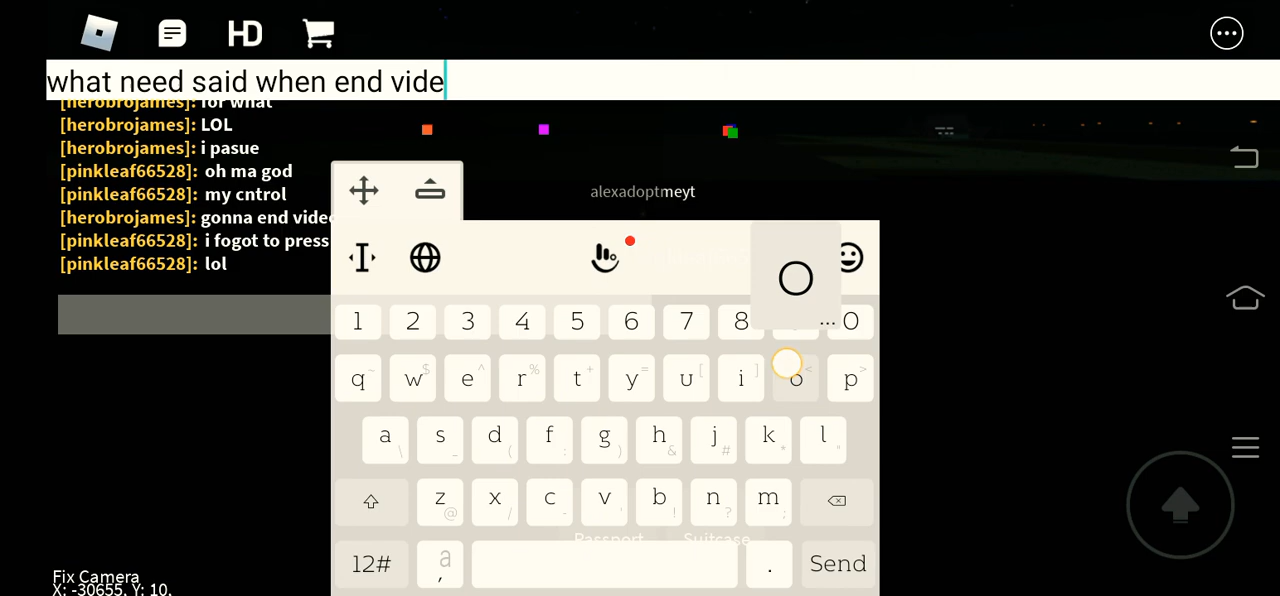 HD
what need said when end vide
[herobrojames]: for what
[herobrojames]: LOL
[herobrojames]: i pasue
[pinkleaf66528]: oh ma god
[pinkleaf66528]: my cntrol
[herobrojames]: gonna end video
[pinkleaf66528]: i fogot to press
[pinkleaf66528]: lol
alexadoptmeyt
O
1 2 3 4 5 6 7 8 ... 0
q ~ w $ e ^ r % t + y = u [ i ] o < p >
a \ s _ d ( f : g ) h & j # k * l "
z @ x / c - v ' b ! n ? m ;
Passport Suitcase
12# a , . Send
Fix Camera
X: -30655, Y: 10,